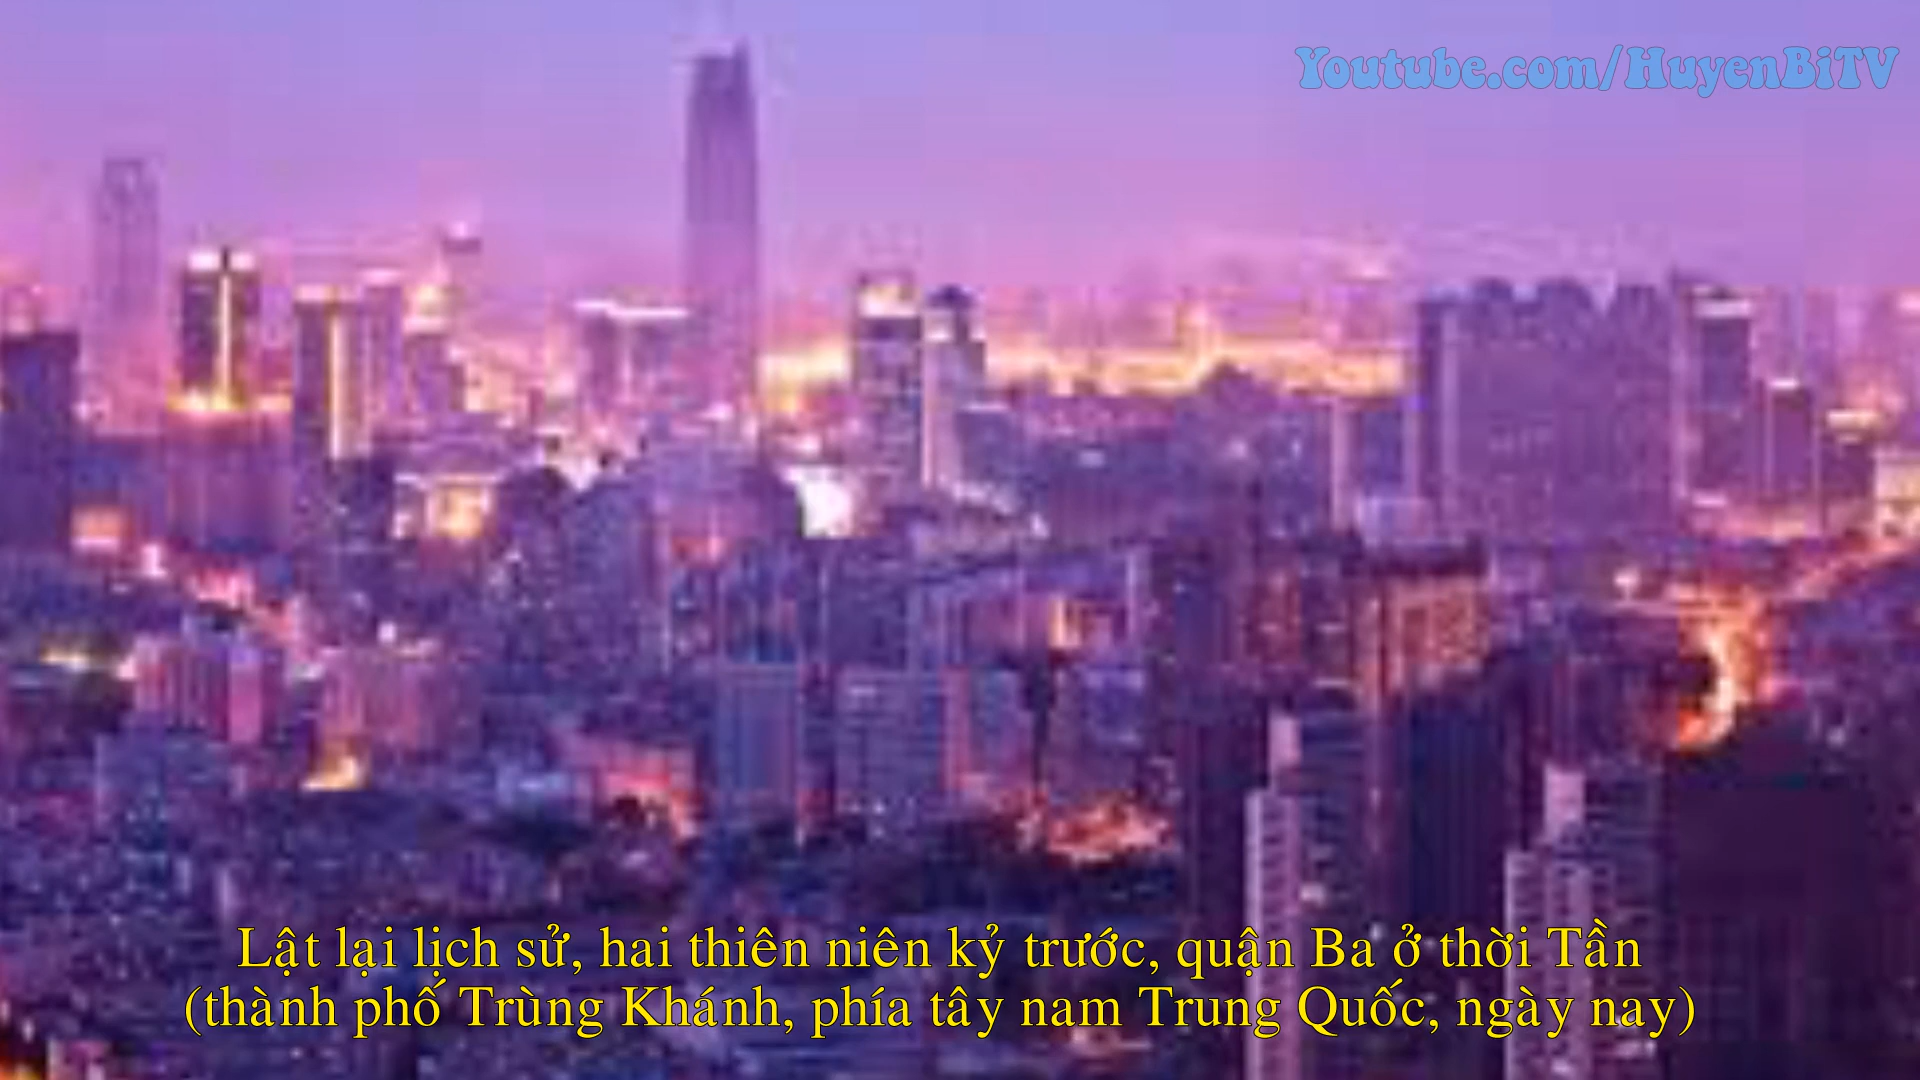 Youtube.com/HuyenBiTV
Lật lại lịch sử, hai thiên niên kỷ trước, quận Ba ở thời Tần
(thành phố Trùng Khánh, phía tây nam Trung Quốc, ngày nay)